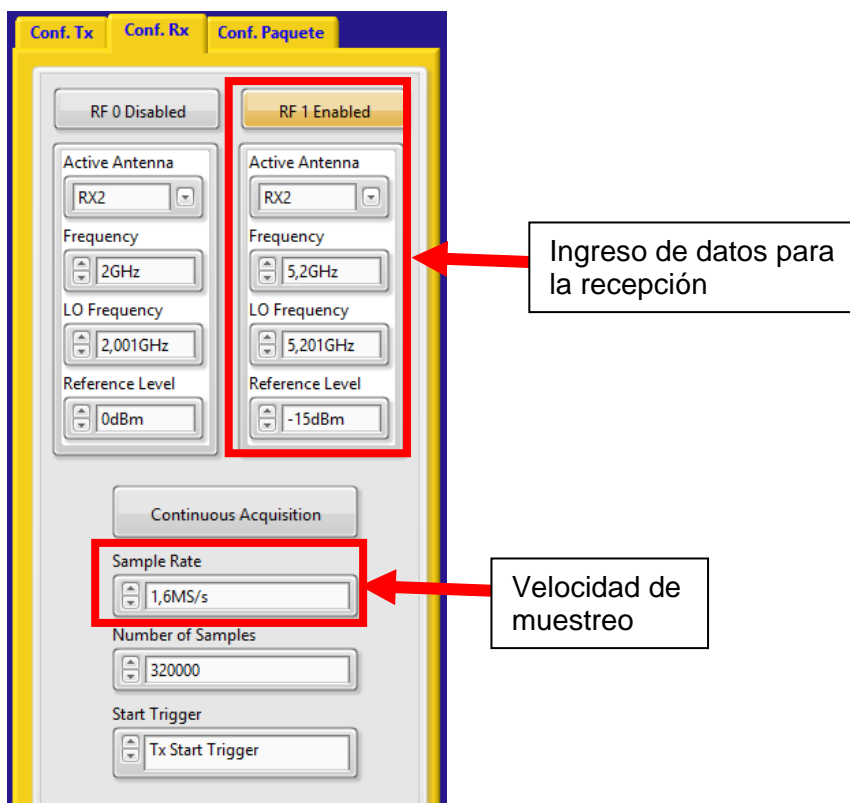 Conf. Tx Conf. Rx Conf. Paquete
RF 0 Disabled
Active Antenna
RX2
Frequency
2GHz
LO Frequency
2,001GHz
Reference Level
0dBm
RF 1 Enabled
Active Antenna
RX2
Frequency
5,2GHz
LO Frequency
5,201GHz
Reference Level
-15dBm
Ingreso de datos para
la recepción
Continuous Acquisition
Sample Rate
1,6MS/s
Velocidad de
muestreo
Number of Samples
320000
Start Trigger
Tx Start Trigger